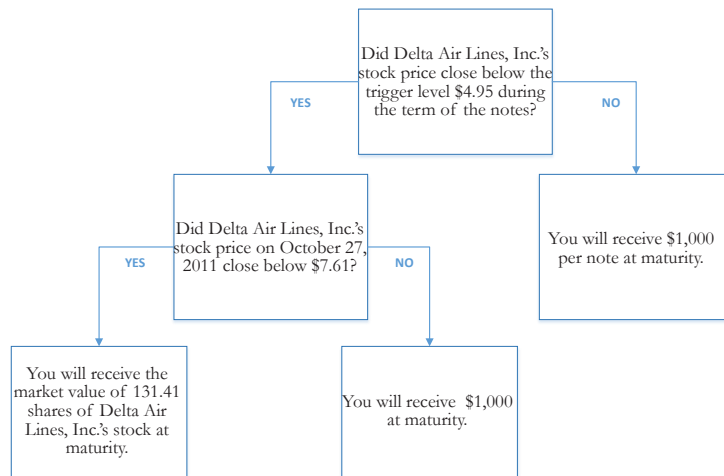 Did Delta Air Lines, Inc.'s
stock price close below the
trigger level $4.95 during
the term of the notes?
YES
NO
Did Delta Air Lines, Inc.'s
stock price on October 27,
2011 close below $7.61?
You will receive $1,000
per note at maturity.
YES
NO
You will receive the
market value of 131.41
shares of Delta Air
Lines, Inc.'s stock at
maturity.
You will receive $1,000
at maturity.